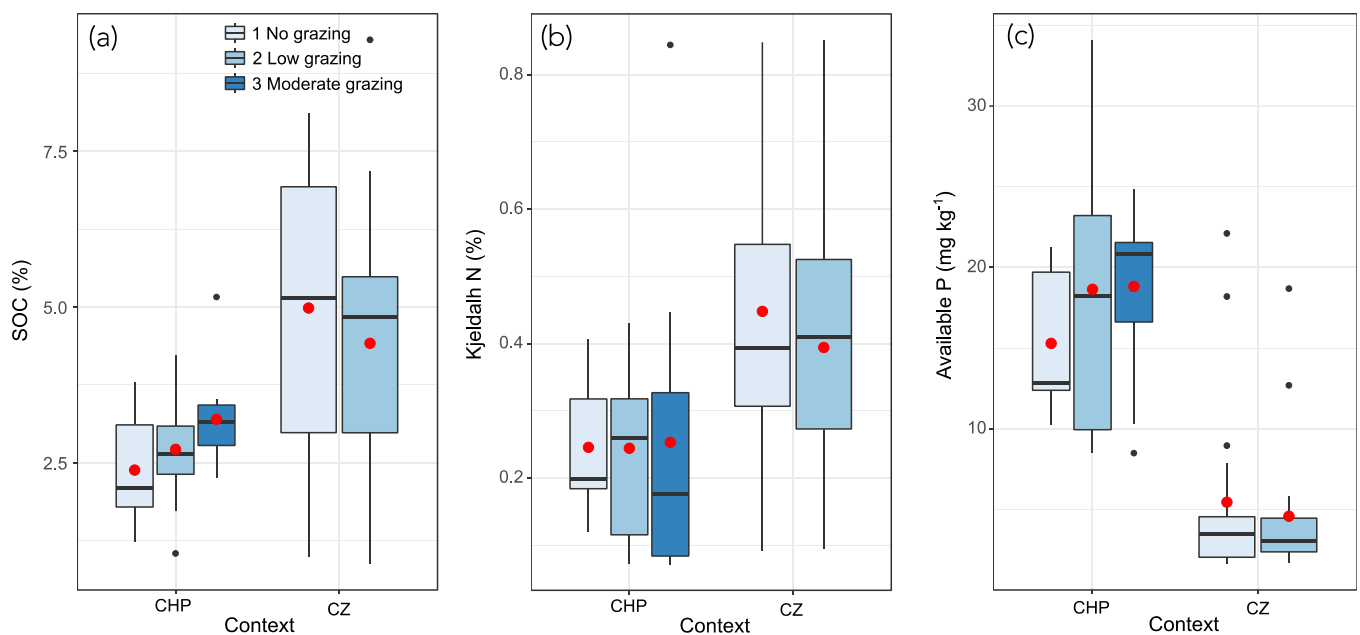 (a)
1 No grazing
2 Low grazing
3 Moderate grazing
SOC (%)
7.5
5.0
2.5
CHP
CZ
Context
(b)
Kjeldalh N (%)
0.8
0.6
0.4
0.2
CHP
CZ
Context
(c)
Available P (mg kg⁻¹)
30
20
10
CHP
CZ
Context